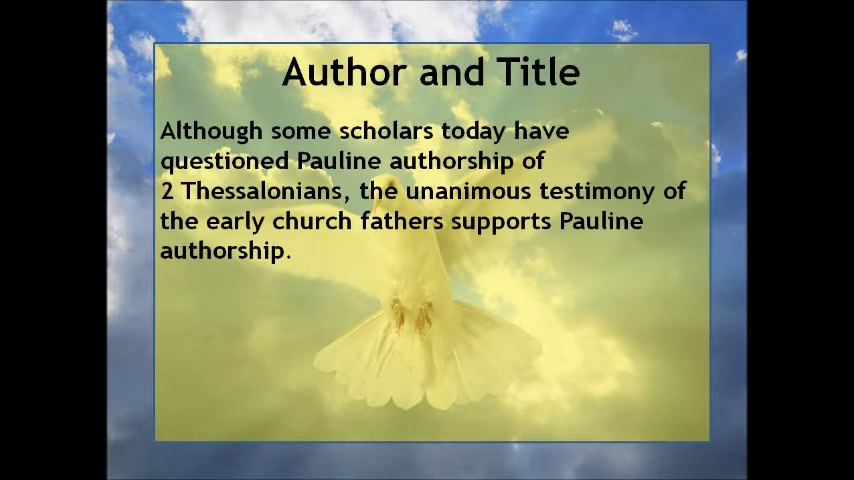 Author and Title
Although some scholars today have
questioned Pauline authorship of
2 Thessalonians, the unanimous testimony of
the early church fathers supports Pauline
authorship.